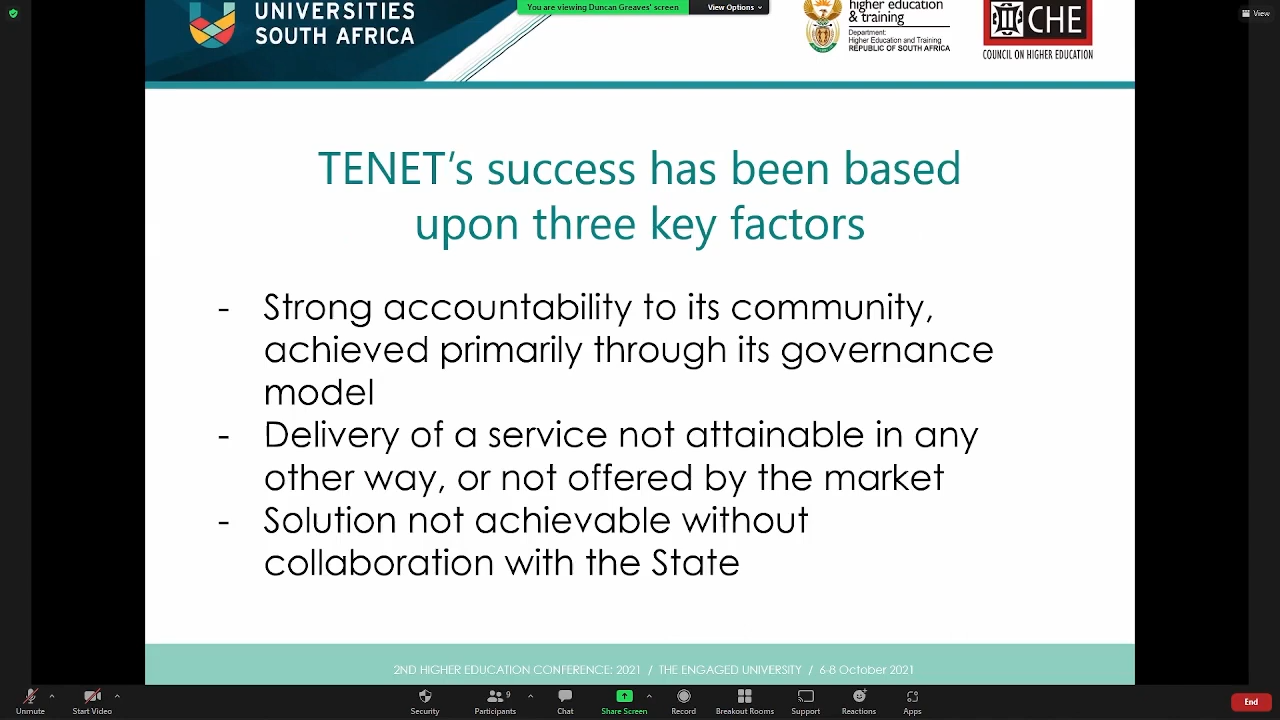 You are viewing Duncan Greaves' screen
View Options
View
UNIVERSITIES
SOUTH AFRICA
higher education
& training
Department:
Higher Education and Training
REPUBLIC OF SOUTH AFRICA
CHE
COUNCIL ON HIGHER EDUCATION
TENET's success has been based
upon three key factors
- Strong accountability to its community,
achieved primarily through its governance
model
- Delivery of a service not attainable in any
other way, or not offered by the market
- Solution not achievable without
collaboration with the State
2ND HIGHER EDUCATION CONFERENCE: 2021 / THE ENGAGED UNIVERSITY / 6-8 October 2021
Unmute
Start Video
Security
Participants
9
Chat
Share Screen
Record
Breakout Rooms
Support
Reactions
Apps
End